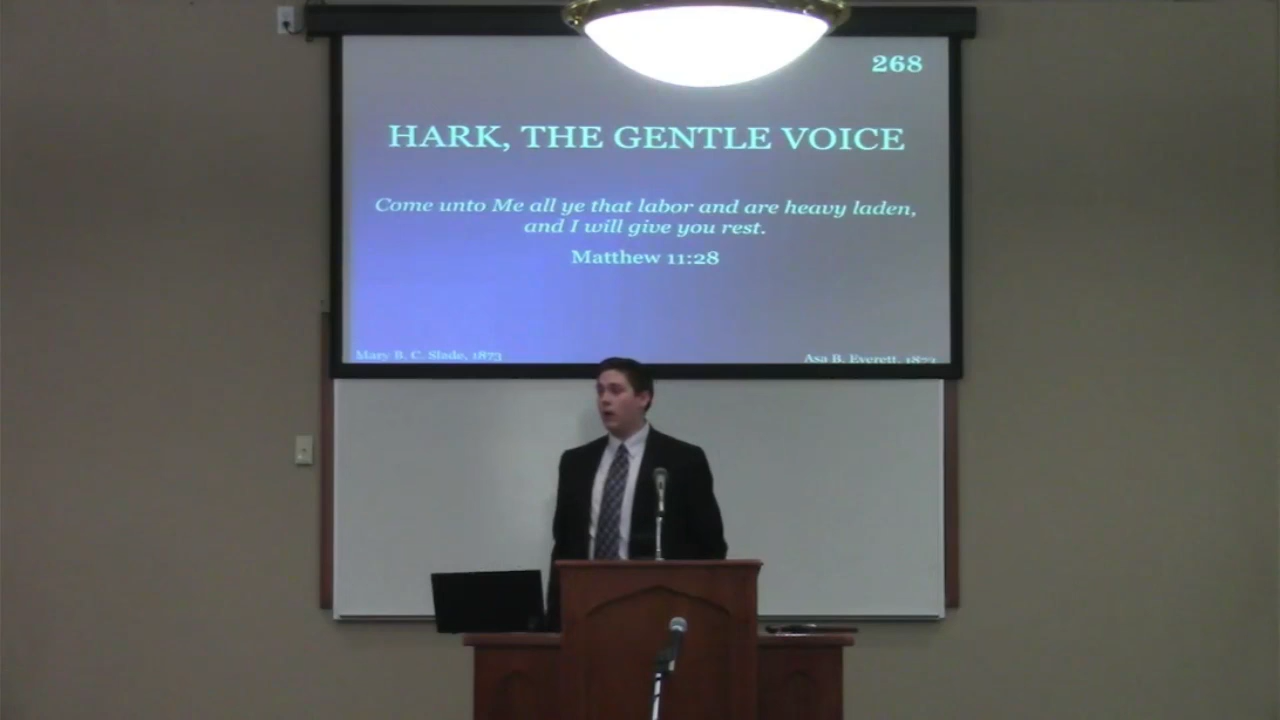 268
HARK, THE GENTLE VOICE
Come unto Me all ye that labor and are heavy laden,
and I will give you rest.
Matthew 11:28
Mary B. C. Slade, 1873
Asa B. Everett, 1873